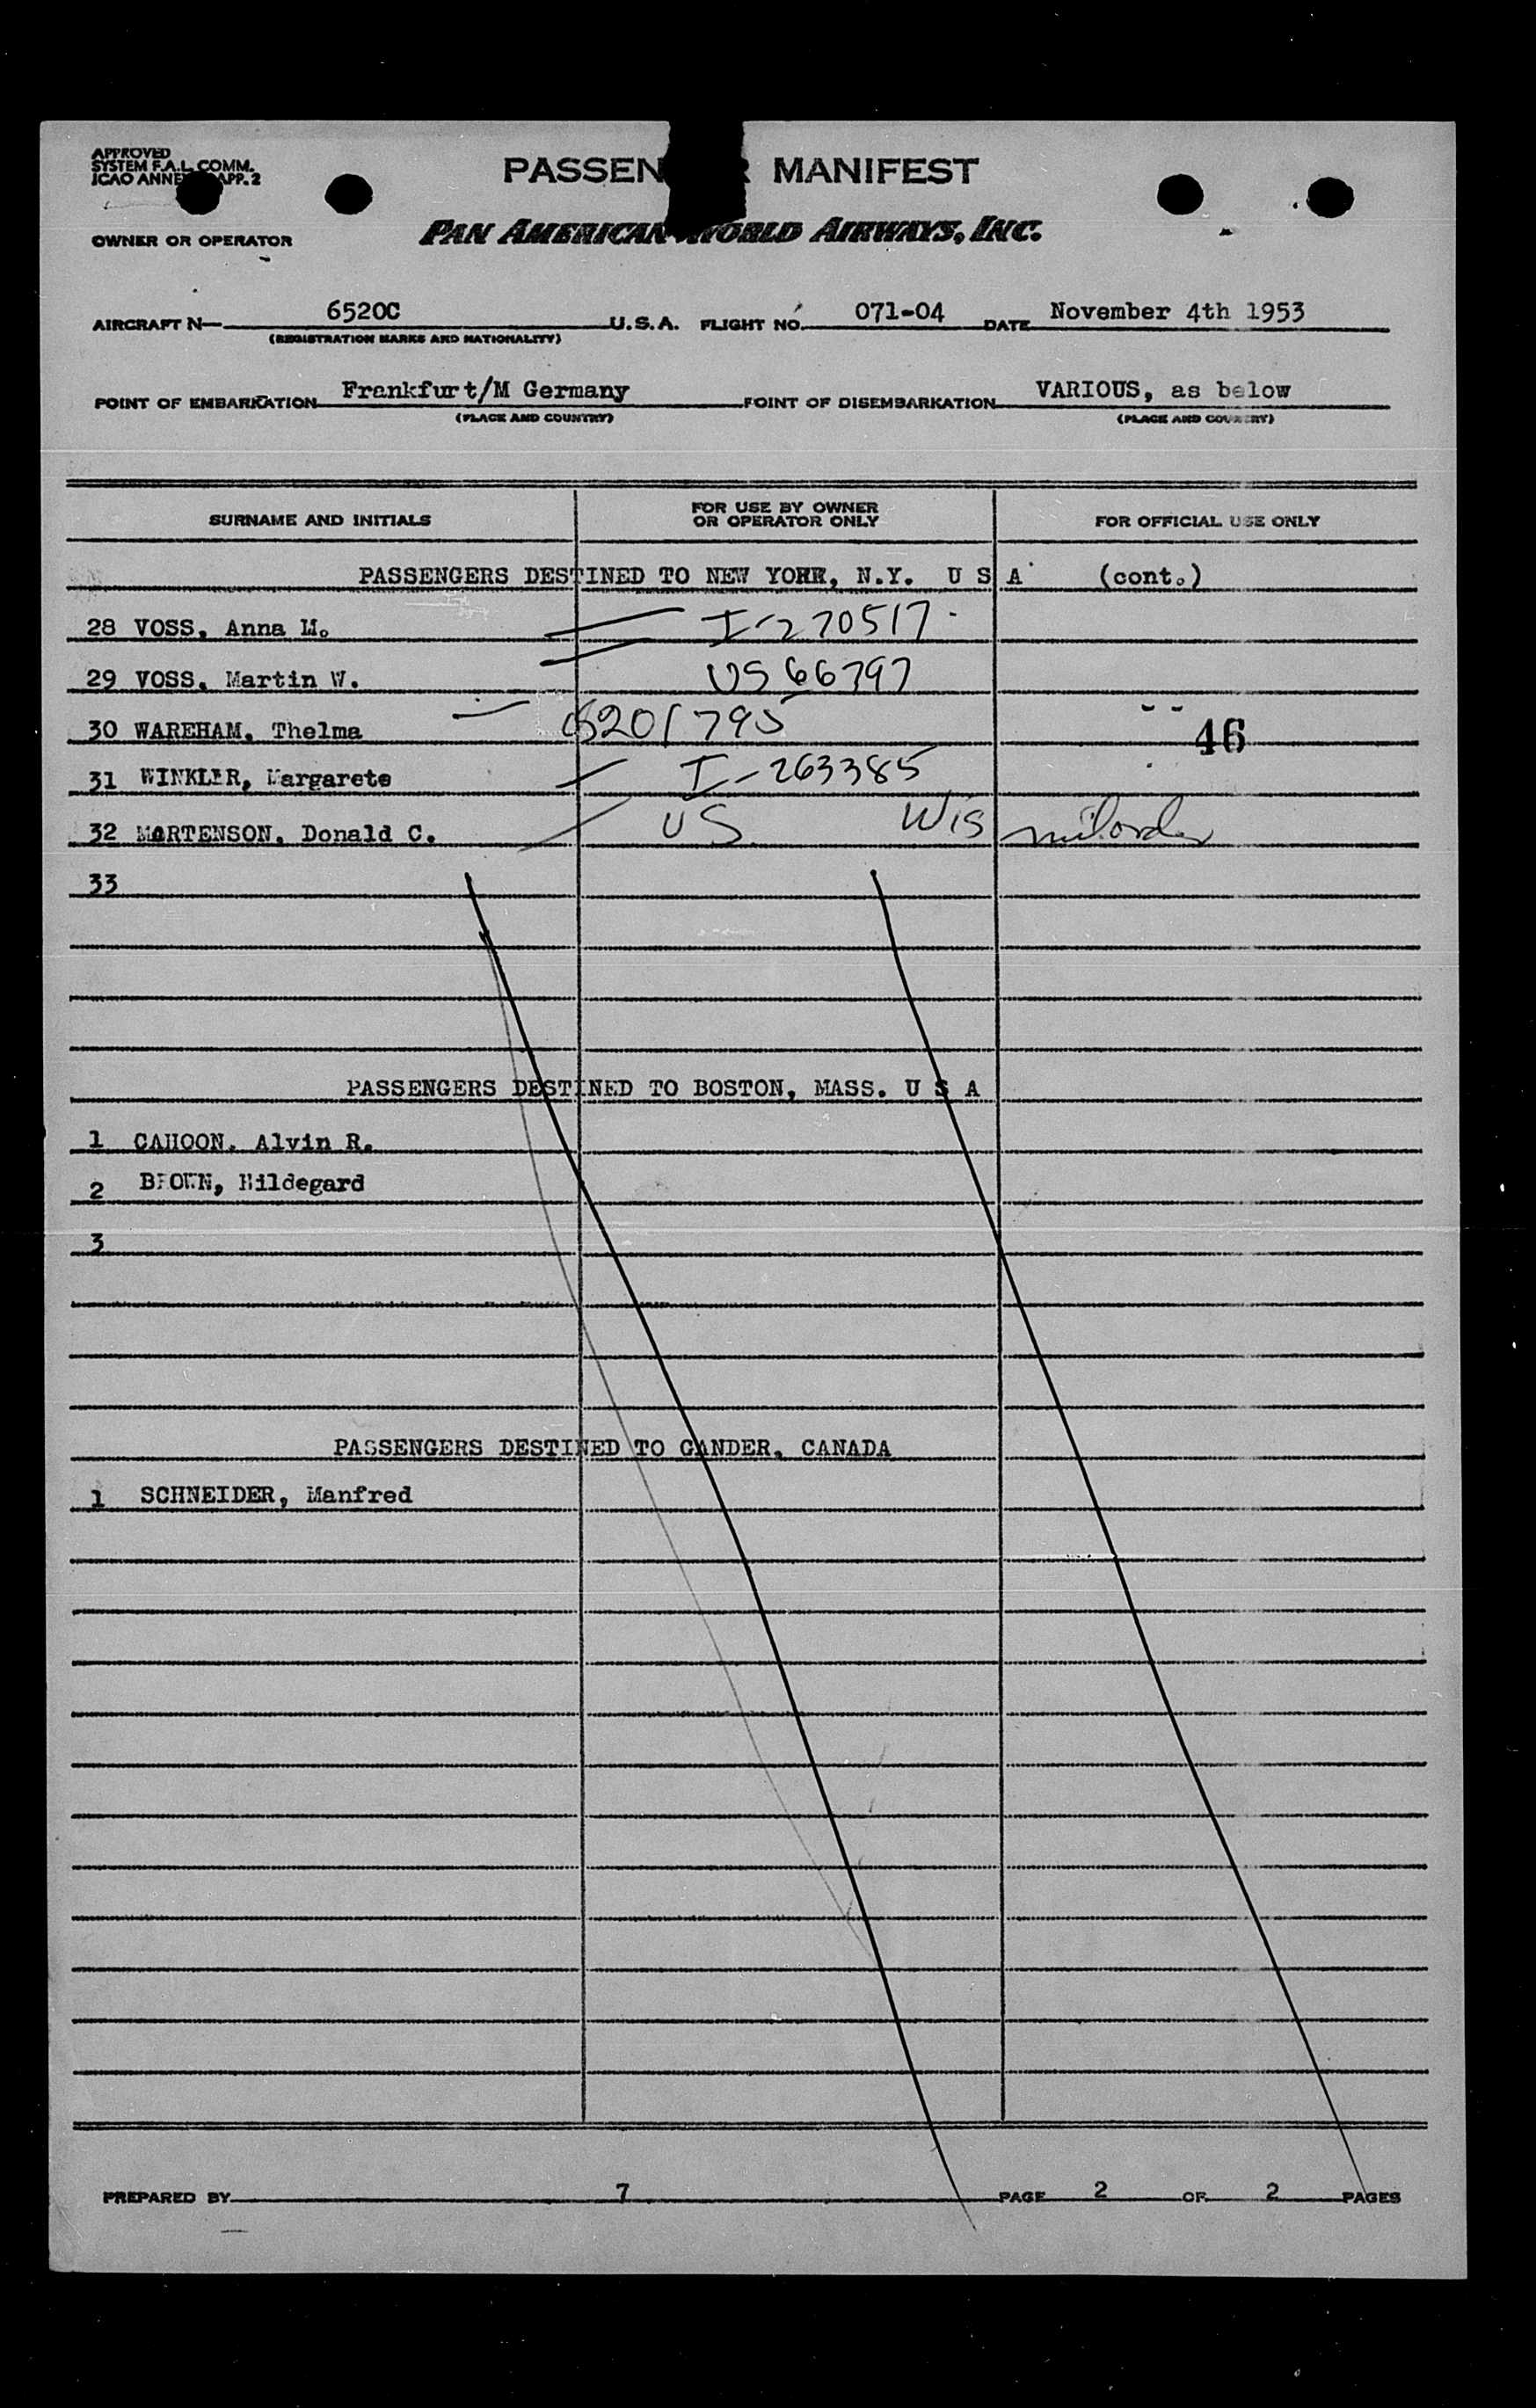 APPROVED
SYSTEM F.A.L. COMM.
ICAO ANNE APP. 2
PASSEN R MANIFEST
OWNER OR OPERATOR PAN AMERICAN WORLD AIRWAYS, INC.
AIRCRAFT N— 6520C U.S.A. FLIGHT NO. 071-04 DATE November 4th 1953
(REGISTRATION MARKS AND NATIONALITY)
POINT OF EMBARKATION Frankfurt/M Germany POINT OF DISEMBARKATION VARIOUS, as below
(PLACE AND COUNTRY) (PLACE AND COUNTRY)
SURNAME AND INITIALS FOR USE BY OWNER OR OPERATOR ONLY FOR OFFICIAL USE ONLY
PASSENGERS DESTINED TO NEW YORK, N.Y. U S A (cont.)
28 VOSS, Anna M. I-270517
29 VOSS, Martin W. US 66797
30 WAREHAM, Thelma 201795 46
31 WINKLER, Margarete I-263385
32 MARTENSON, Donald C. US Wis
33
PASSENGERS DESTINED TO BOSTON, MASS. U S A
1 CAHOON, Alvin R.
2 BROWN, Hildegard
3
PASSENGERS DESTINED TO GANDER, CANADA
1 SCHNEIDER, Manfred
PREPARED BY 7 PAGE 2 OF 2 PAGES